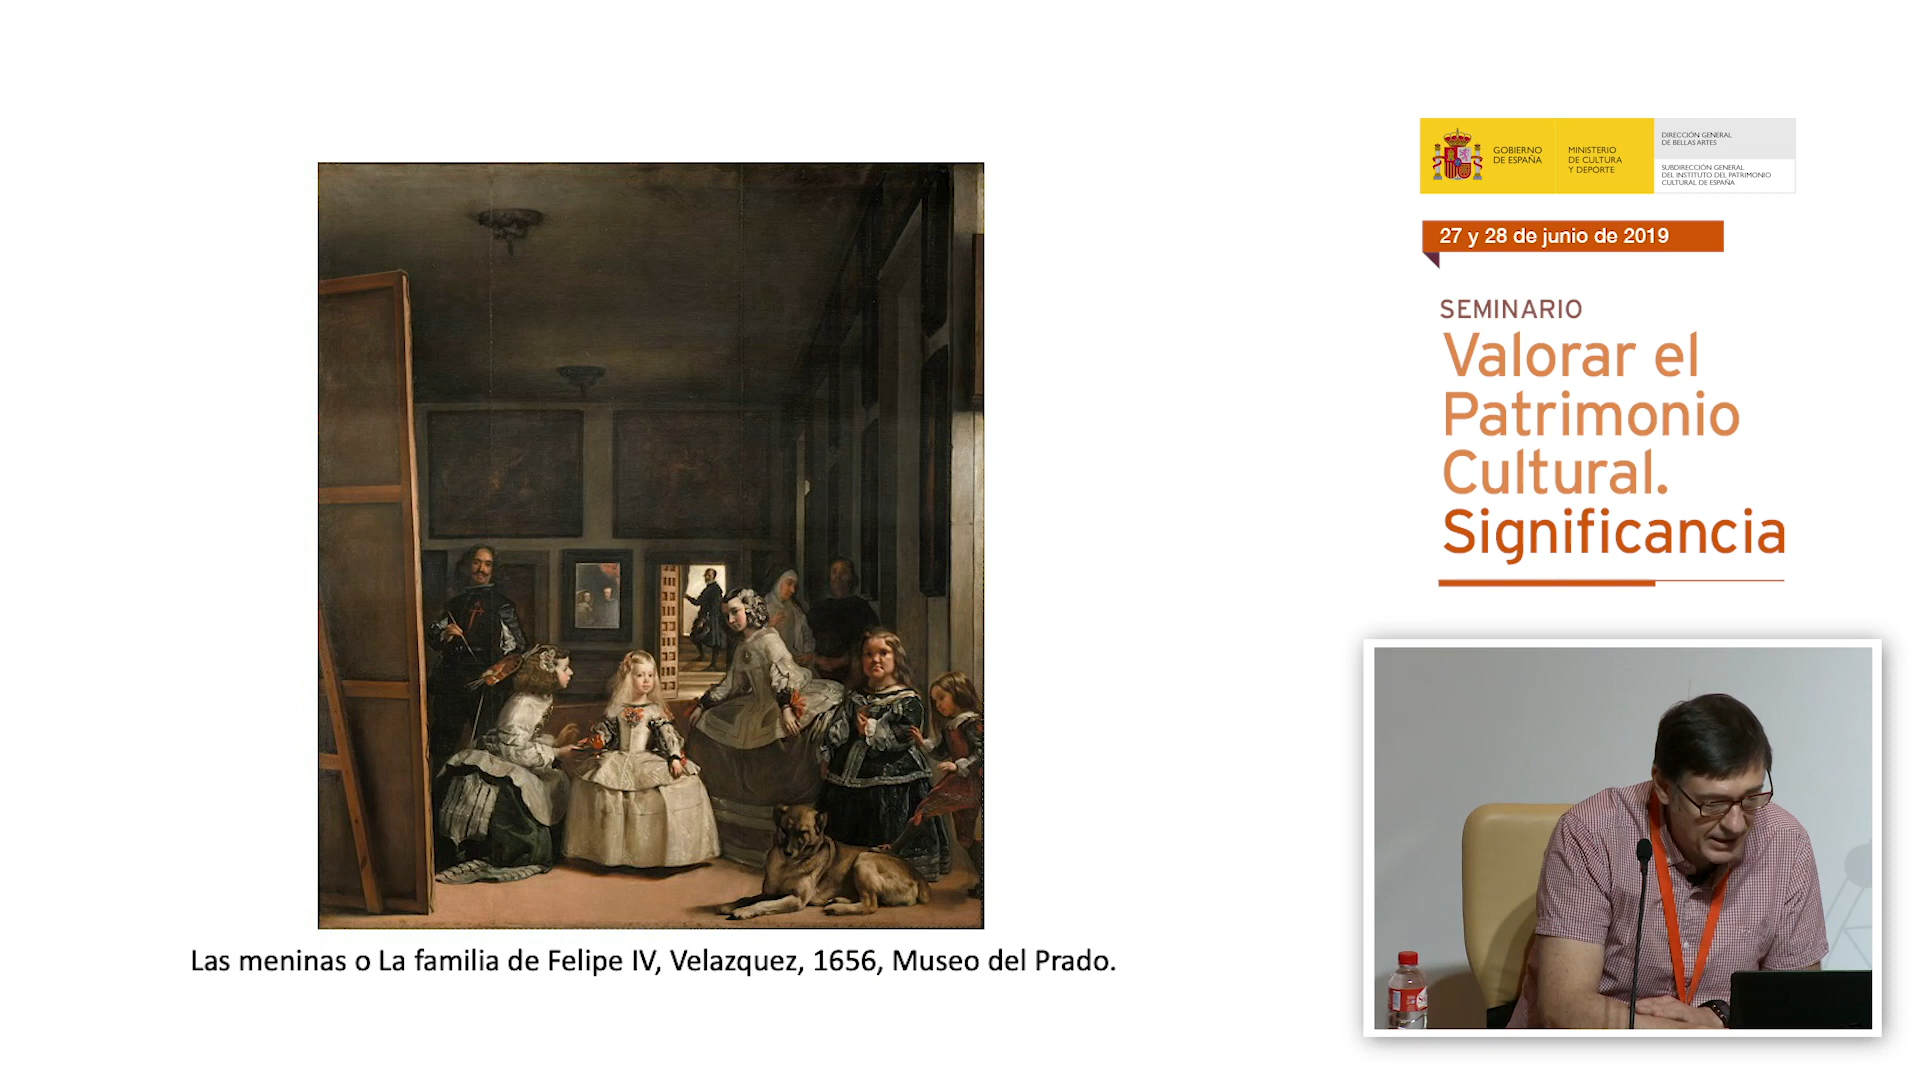 GOBIERNO
DE ESPAÑA
MINISTERIO
DE CULTURA
Y DEPORTE
DIRECCIÓN GENERAL
DE BELLAS ARTES
SUBDIRECCIÓN GENERAL
DEL INSTITUTO DEL PATRIMONIO
CULTURAL DE ESPAÑA
27 y 28 de junio de 2019
SEMINARIO
Valorar el
Patrimonio
Cultural.
Significancia
Las meninas o La familia de Felipe IV, Velazquez, 1656, Museo del Prado.